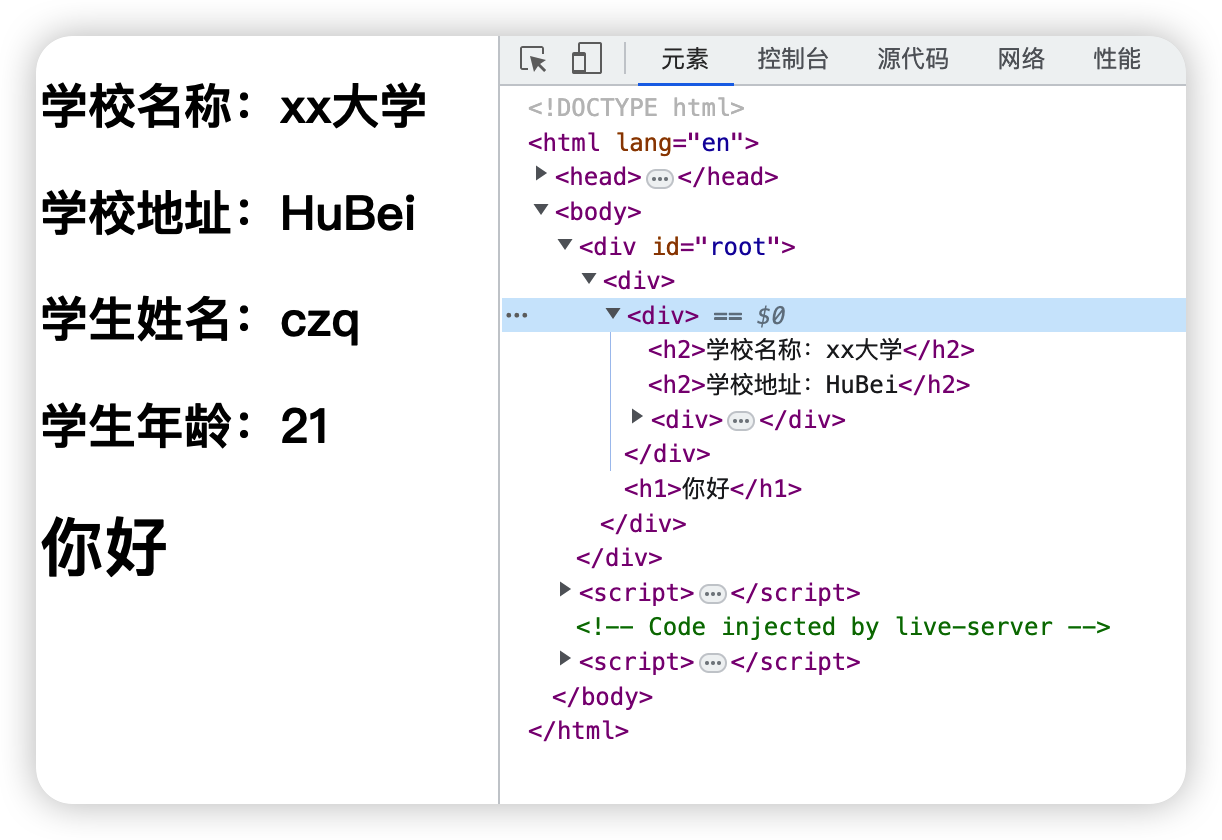 学校名称：xx大学
学校地址：HuBei
学生姓名：czq
学生年龄：21
你好
元素 控制台 源代码 网络 性能
<!DOCTYPE html>
<html lang="en">
<head>•••</head>
<body>
<div id="root">
<div>
••• <div> == $0
<h2>学校名称：xx大学</h2>
<h2>学校地址：HuBei</h2>
<div>•••</div>
</div>
<h1>你好</h1>
</div>
</div>
<script>•••</script>
<!-- Code injected by live-server -->
<script>•••</script>
</body>
</html>